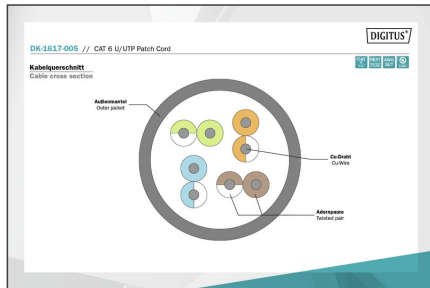 DIGITUS®
DK-1617-005 // CAT 6 U/UTP Patch Cord
Kabelquerschnitt
Cable cross section
Außenmantel
Outer jacket
Cu-Draht
Cu-Wire
Adernpaare
Twisted pair